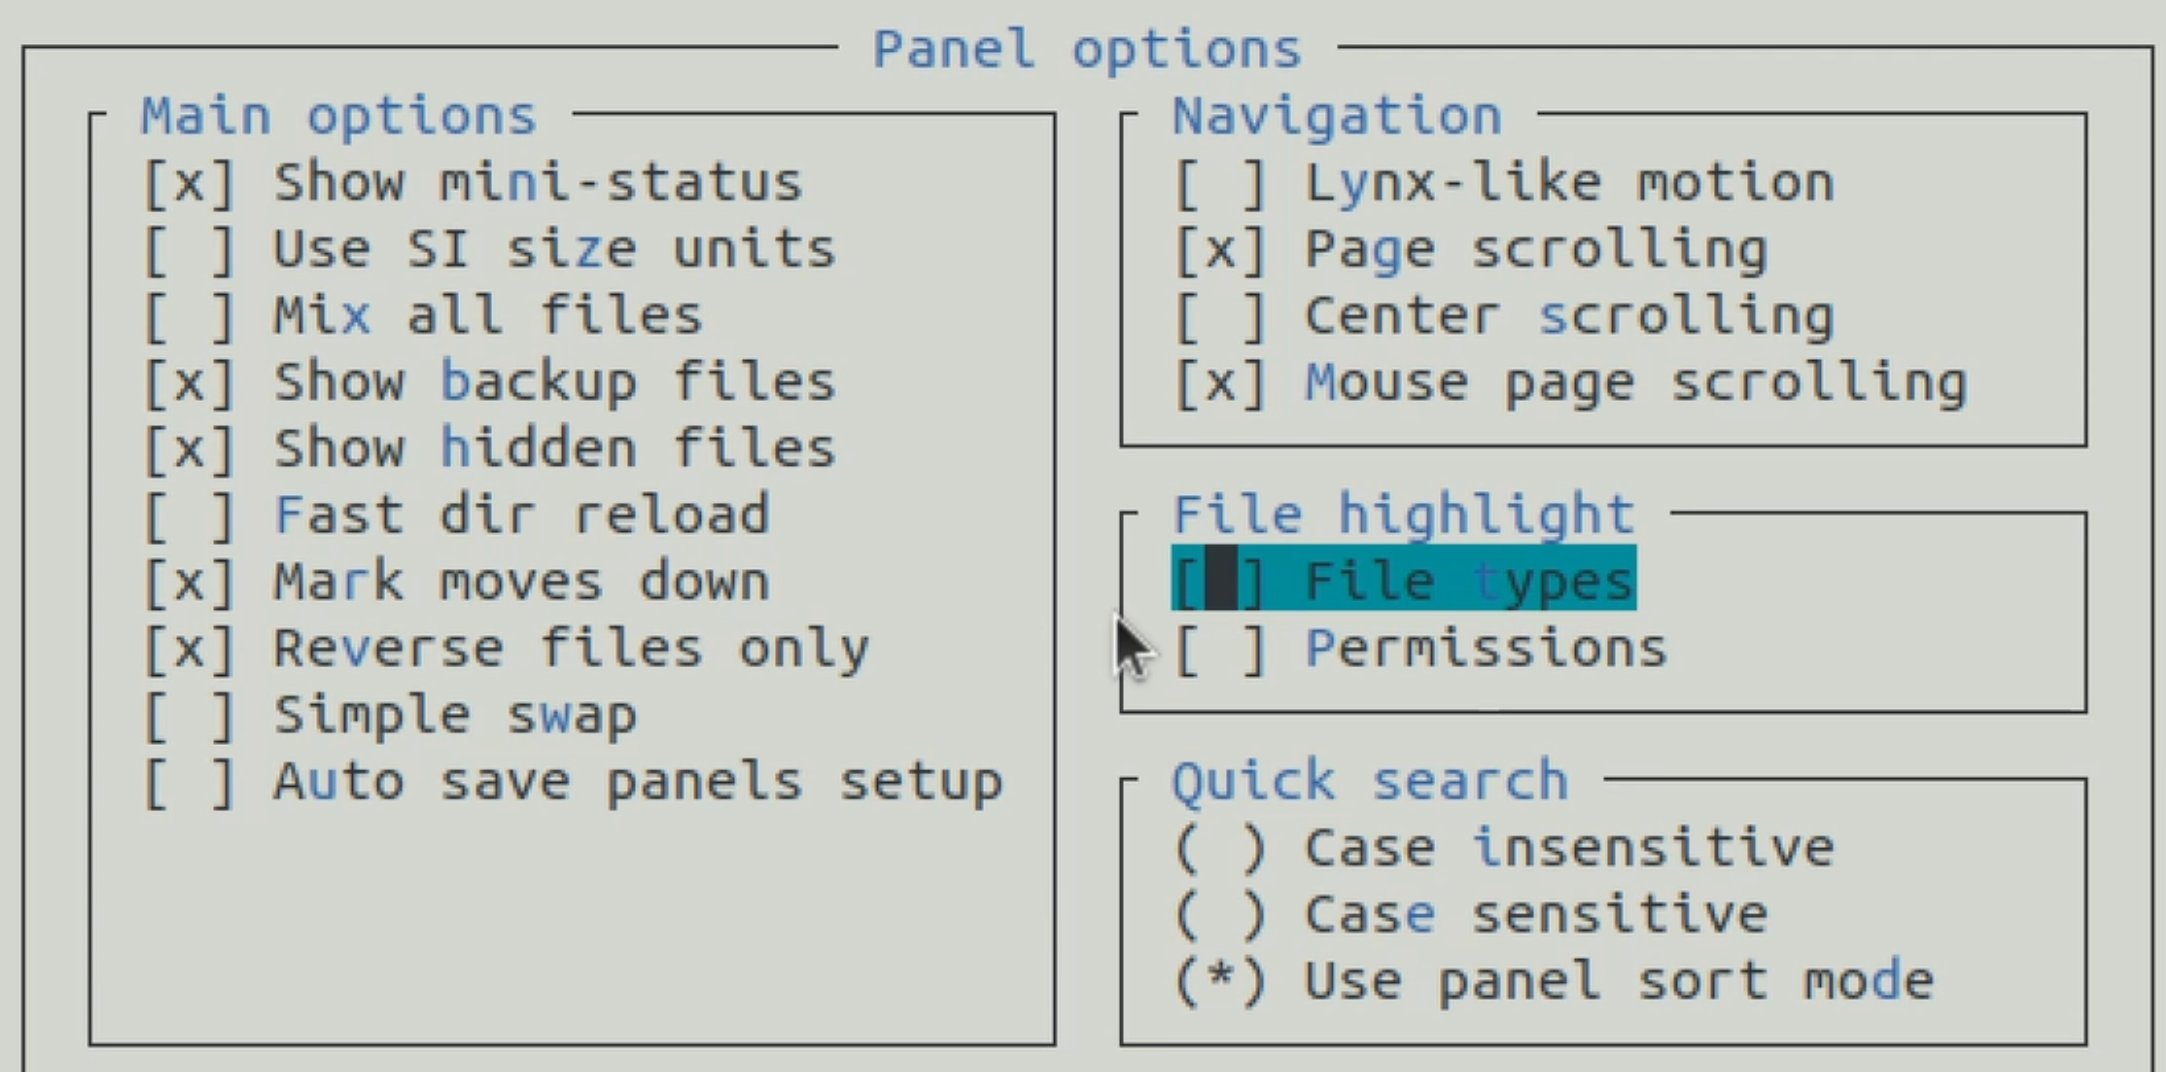 Panel options
Main options
[x] Show mini-status
[ ] Use SI size units
[ ] Mix all files
[x] Show backup files
[x] Show hidden files
[ ] Fast dir reload
[x] Mark moves down
[x] Reverse files only
[ ] Simple swap
[ ] Auto save panels setup
Navigation
[ ] Lynx-like motion
[x] Page scrolling
[ ] Center scrolling
[x] Mouse page scrolling
File highlight
[ ] File types
[ ] Permissions
Quick search
( ) Case insensitive
( ) Case sensitive
(*) Use panel sort mode